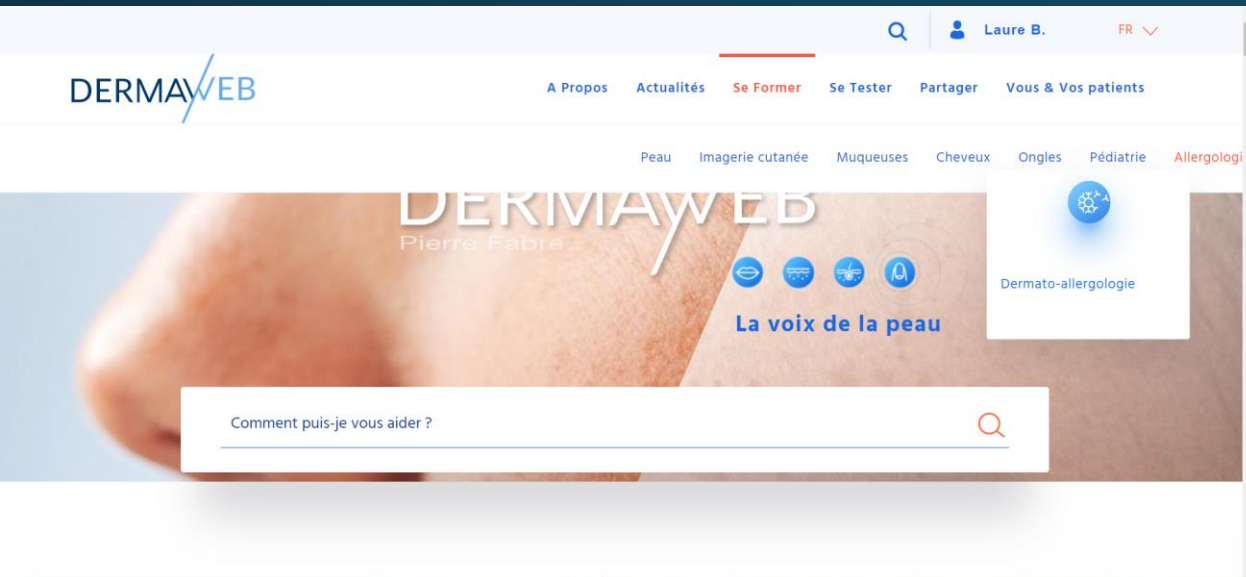 Laure B. FR
DERMAWEB
A Propos Actualités Se Former Se Tester Partager Vous & Vos patients
Peau Imagerie cutanée Muqueuses Cheveux Ongles Pédiatrie Allergologi
DERMAWEB
Pierre Fabre
Dermato-allergologie
La voix de la peau
Comment puis-je vous aider ?